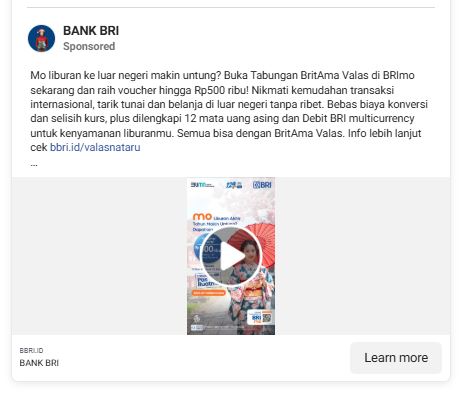 BANK BRI
Sponsored
Mo liburan ke luar negeri makin untung? Buka Tabungan BritAma Valas di BRImo
sekarang dan raih voucher hingga Rp500 ribu! Nikmati kemudahan transaksi
internasional, tarik tunai dan belanja di luar negeri tanpa ribet. Bebas biaya konversi
dan selisih kurs, plus dilengkapi 12 mata uang asing dan Debit BRI multicurrency
untuk kenyamanan liburanmu. Semua bisa dengan BritAma Valas. Info lebih lanjut
cek bbri.id/valasnataru
...
BRI
mo Liburan Akhir
Tahun Makin Untung?
Dapatkan
BRI
BBRI.ID
BANK BRI
Learn more